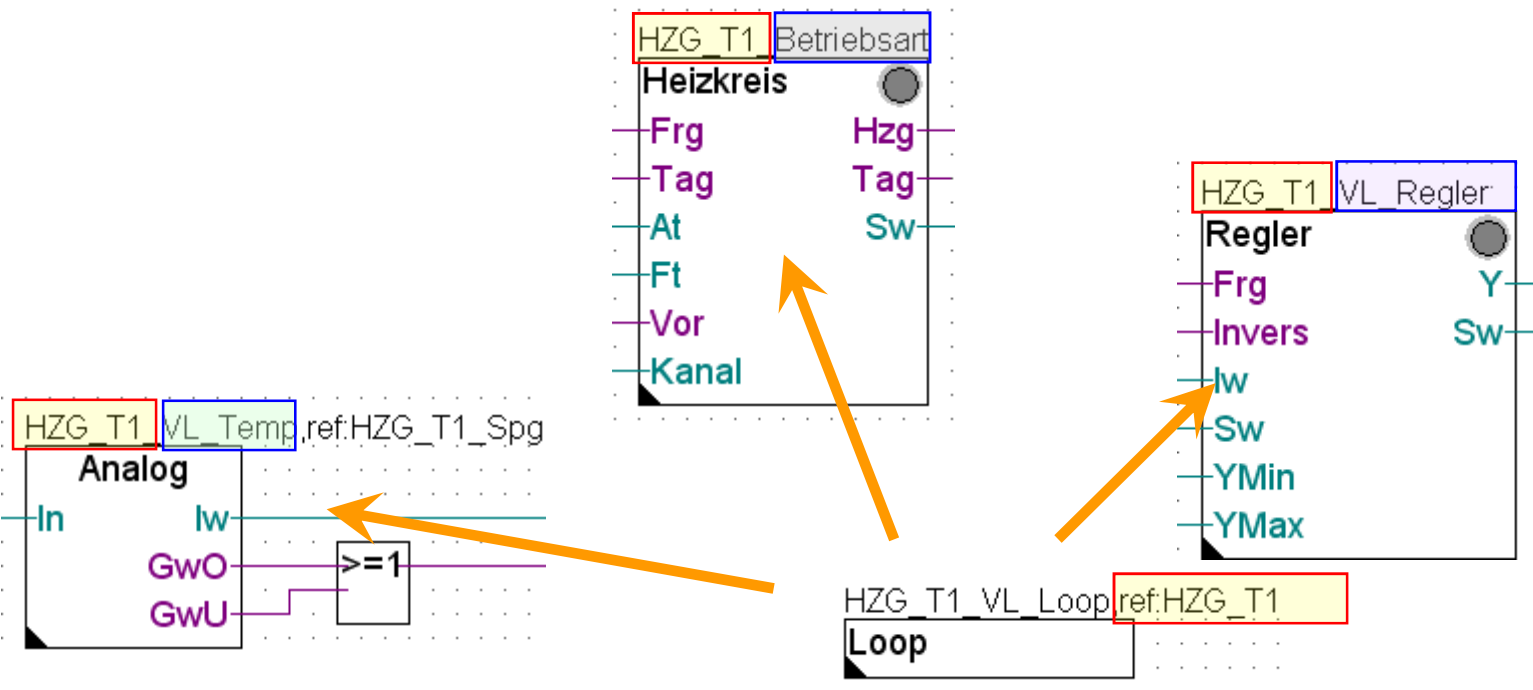 HZG_T1_Betriebsart
Heizkreis
Frg Hzg
Tag Tag
At Sw
Ft
Vor
Kanal
HZG_T1_VL_Regler
Regler
Frg Y
Invers Sw
Iw
Sw
YMin
YMax
HZG_T1_VL_Temp,ref:HZG_T1_Spg
Analog
In Iw
GwO
GwU
>=1
HZG_T1_VL_Loop,ref:HZG_T1
Loop